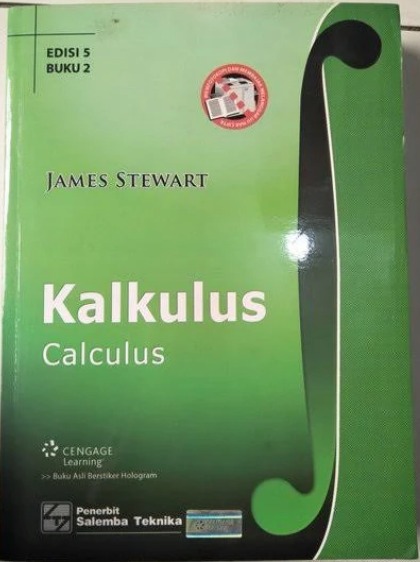 EDISI 5
BUKU 2
JAMES STEWART
Kalkulus
Calculus
CENGAGE
Learning
>> Buku Asli Berstiker Hologram
Penerbit
Salemba Teknika